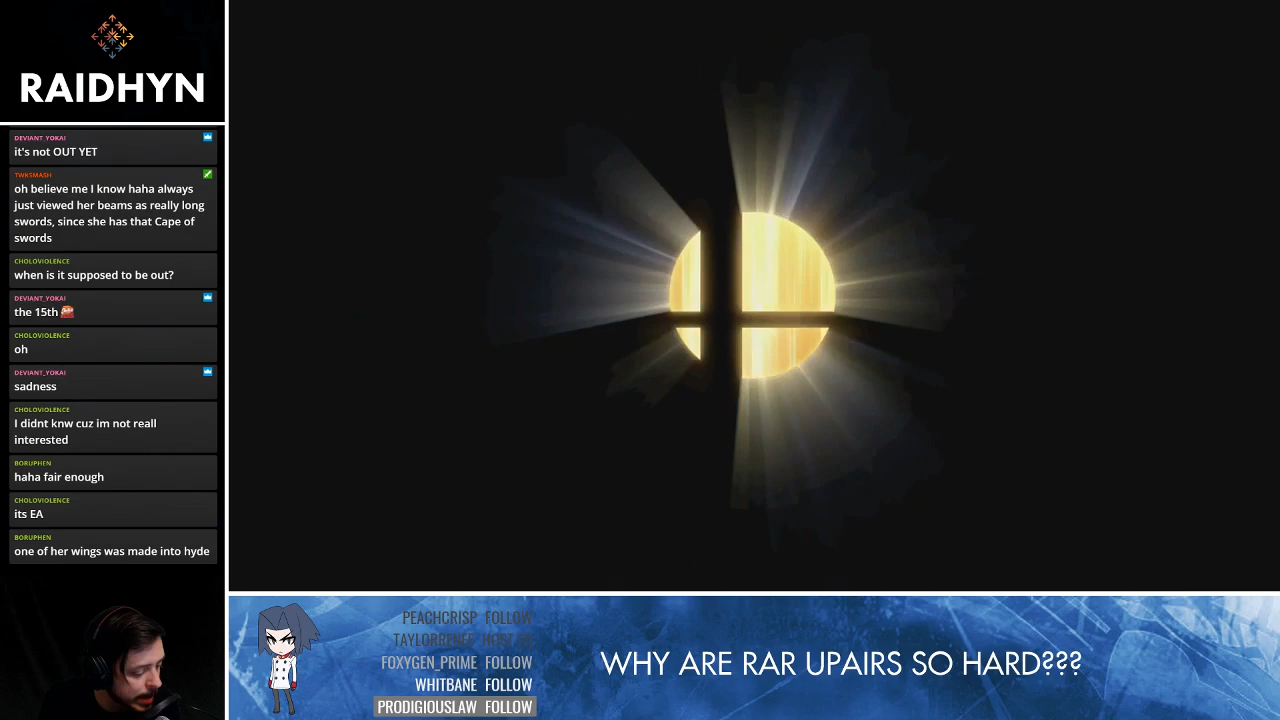 RAIDHYN
DEVIANT_YOKAI
it's not OUT YET
TWKSMASH
oh believe me I know haha always
just viewed her beams as really long
swords, since she has that Cape of
swords
CHOLOVIOLENCE
when is it supposed to be out?
DEVIANT_YOKAI
the 15th
CHOLOVIOLENCE
oh
DEVIANT_YOKAI
sadness
CHOLOVIOLENCE
I didnt knw cuz im not reall
interested
BORUPHEN
haha fair enough
CHOLOVIOLENCE
its EA
BORUPHEN
one of her wings was made into hyde
PEACHCRISP FOLLOW
FOXYGEN_PRIME FOLLOW
WHITBANE FOLLOW
PRODIGIOUSLAW FOLLOW
WHY ARE RAR UPAIRS SO HARD???